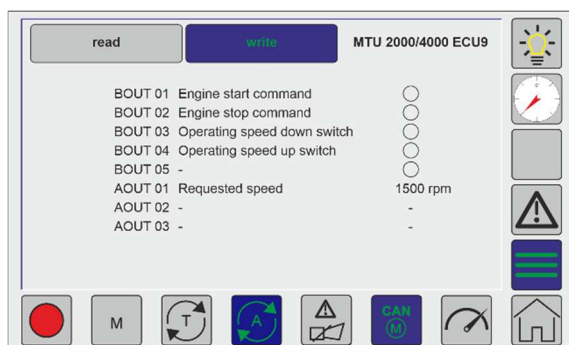 read write MTU 2000/4000 ECU9
BOUT 01 Engine start command
BOUT 02 Engine stop command
BOUT 03 Operating speed down switch
BOUT 04 Operating speed up switch
BOUT 05 -
AOUT 01 Requested speed 1500 rpm
AOUT 02 - -
AOUT 03 - -
M T A CAN
M